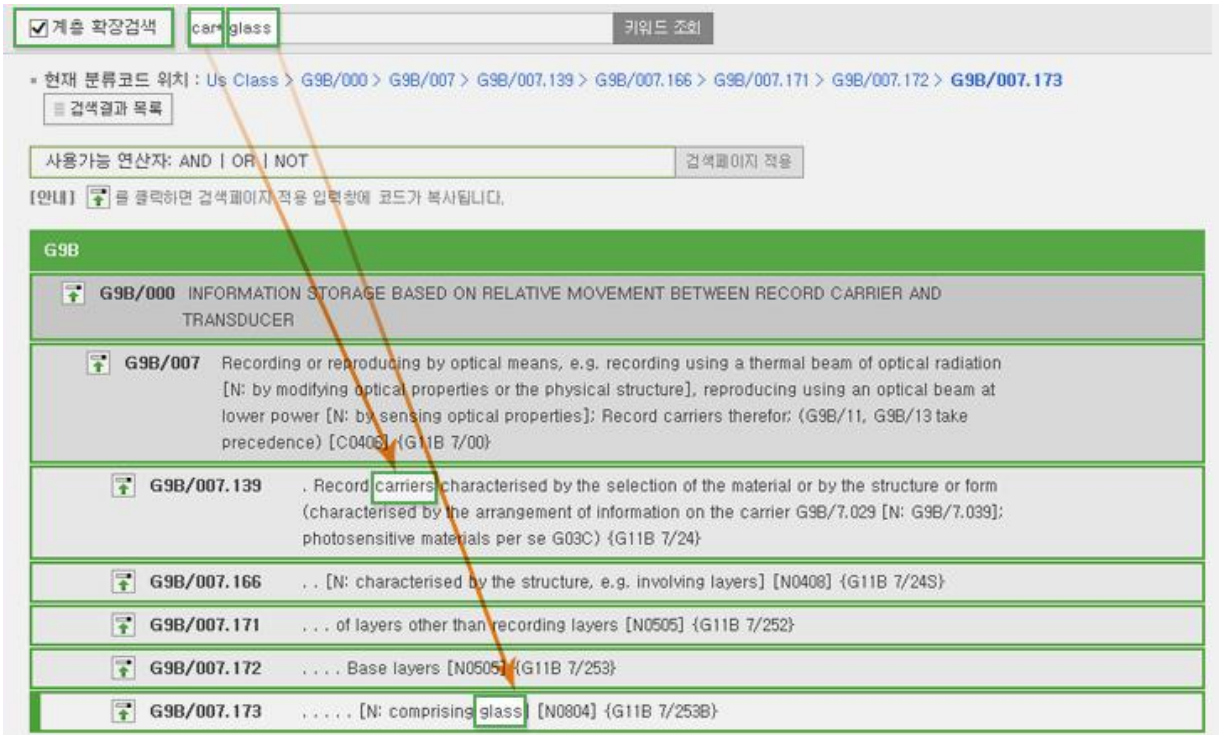 계층 확장검색 car* glass 키워드 조회
현재 분류코드 위치 : Us Class > G9B/000 > G9B/007 > G9B/007.139 > G9B/007.166 > G9B/007.171 > G9B/007.172 > G9B/007.173
검색결과 목록
사용가능 연산자: AND | OR | NOT 검색페이지 적용
[안내] 를 클릭하면 검색페이지 적용 입력창에 코드가 복사됩니다.
G9B
G9B/000 INFORMATION STORAGE BASED ON RELATIVE MOVEMENT BETWEEN RECORD CARRIER AND
TRANSDUCER
G9B/007 Recording or reproducing by optical means, e.g. recording using a thermal beam of optical radiation
[N: by modifying optical properties or the physical structure], reproducing using an optical beam at
lower power [N: by sensing optical properties]; Record carriers therefor; (G9B/11, G9B/13 take
precedence) [C0406] {G11B 7/00}
G9B/007.139 . Record carriers characterised by the selection of the material or by the structure or form
(characterised by the arrangement of information on the carrier G9B/7.029 [N: G9B/7.039];
photosensitive materials per se G03C) {G11B 7/24}
G9B/007.166 . . [N: characterised by the structure, e.g. involving layers] [N0408] {G11B 7/24S}
G9B/007.171 . . . of layers other than recording layers [N0505] {G11B 7/252}
G9B/007.172 . . . . Base layers [N0505] {G11B 7/253}
G9B/007.173 . . . . . [N: comprising glass] [N0804] {G11B 7/253B}